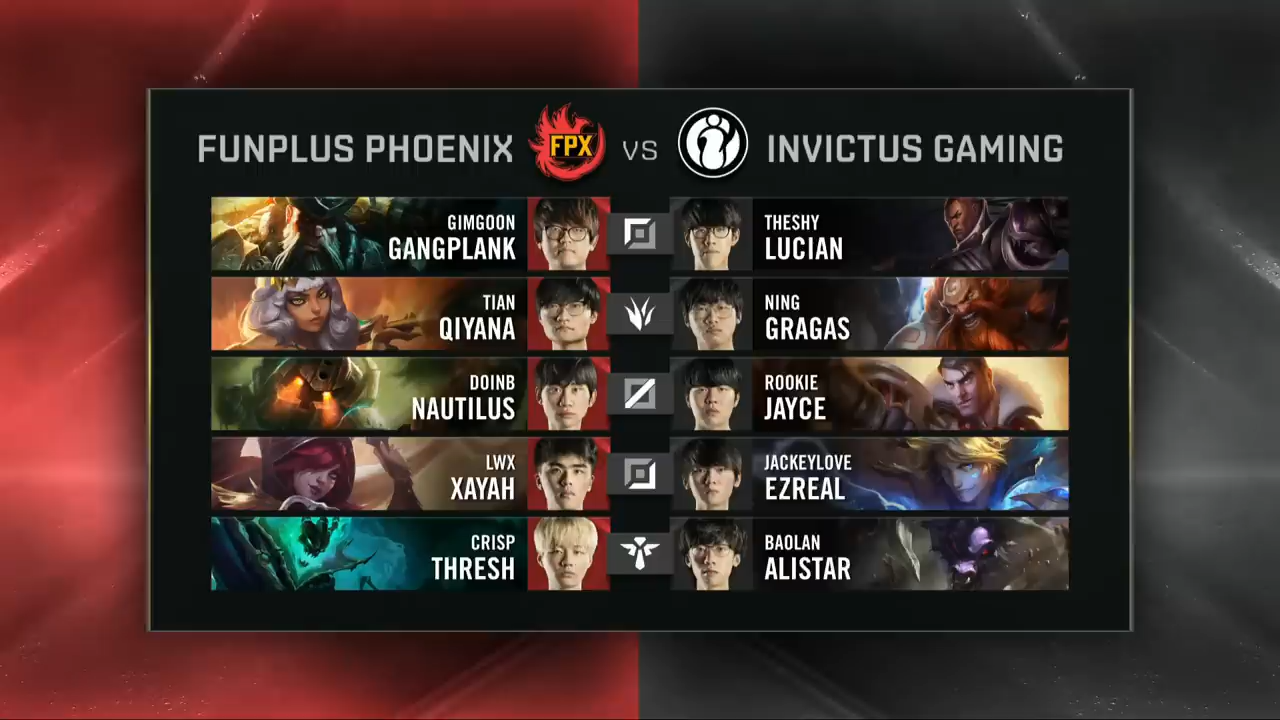 FUNPLUS PHOENIX FPX VS INVICTUS GAMING
GIMGOON
GANGPLANK
THESHY
LUCIAN
TIAN
QIYANA
NING
GRAGAS
DOINB
NAUTILUS
ROOKIE
JAYCE
LWX
XAYAH
JACKEYLOVE
EZREAL
CRISP
THRESH
BAOLAN
ALISTAR